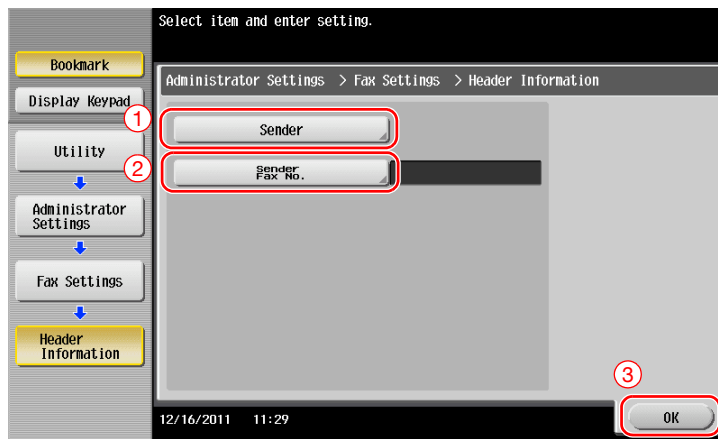 Select item and enter setting.
Bookmark
Display Keypad
Administrator Settings > Fax Settings > Header Information
1
Sender
Utility
2
Sender
Fax No.
Administrator
Settings
Fax Settings
Header
Information
3
12/16/2011 11:29
OK